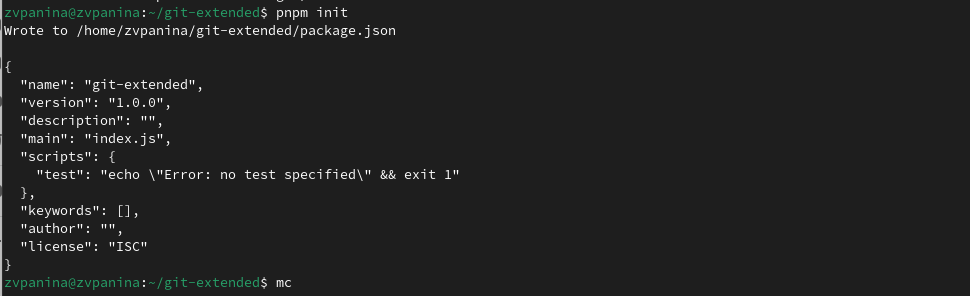 zvpanina@zvpanina:~/git-extended$ pnpm init
Wrote to /home/zvpanina/git-extended/package.json

{
  "name": "git-extended",
  "version": "1.0.0",
  "description": "",
  "main": "index.js",
  "scripts": {
    "test": "echo \"Error: no test specified\" && exit 1"
  },
  "keywords": [],
  "author": "",
  "license": "ISC"
}
zvpanina@zvpanina:~/git-extended$ mc